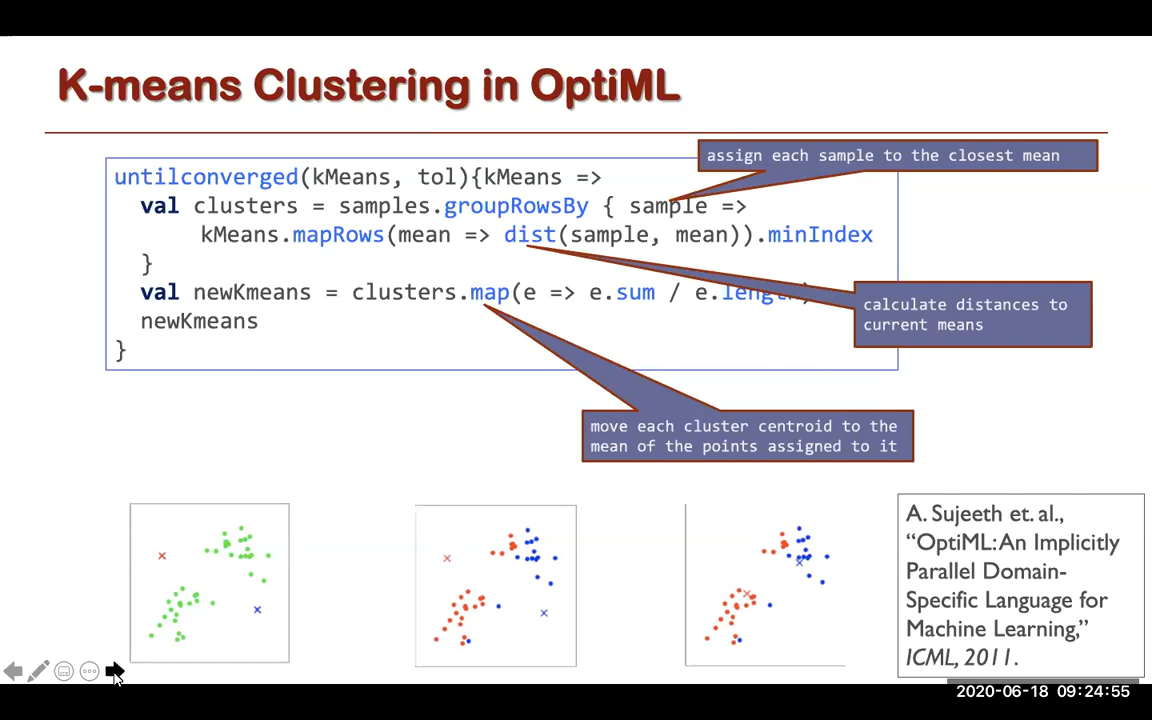 K-means Clustering in OptiML
assign each sample to the closest mean
untilconverged(kMeans, tol){kMeans =>
val clusters = samples.groupRowsBy { sample =>
kMeans.mapRows(mean => dist(sample, mean)).minIndex
}
val newKmeans = clusters.map(e => e.sum / e.length)
newKmeans
}
calculate distances to
current means
move each cluster centroid to the
mean of the points assigned to it
A. Sujeeth et. al.,
“OptiML: An Implicitly
Parallel Domain-
Specific Language for
Machine Learning,”
ICML, 2011.
2020-06-18 09:24:55